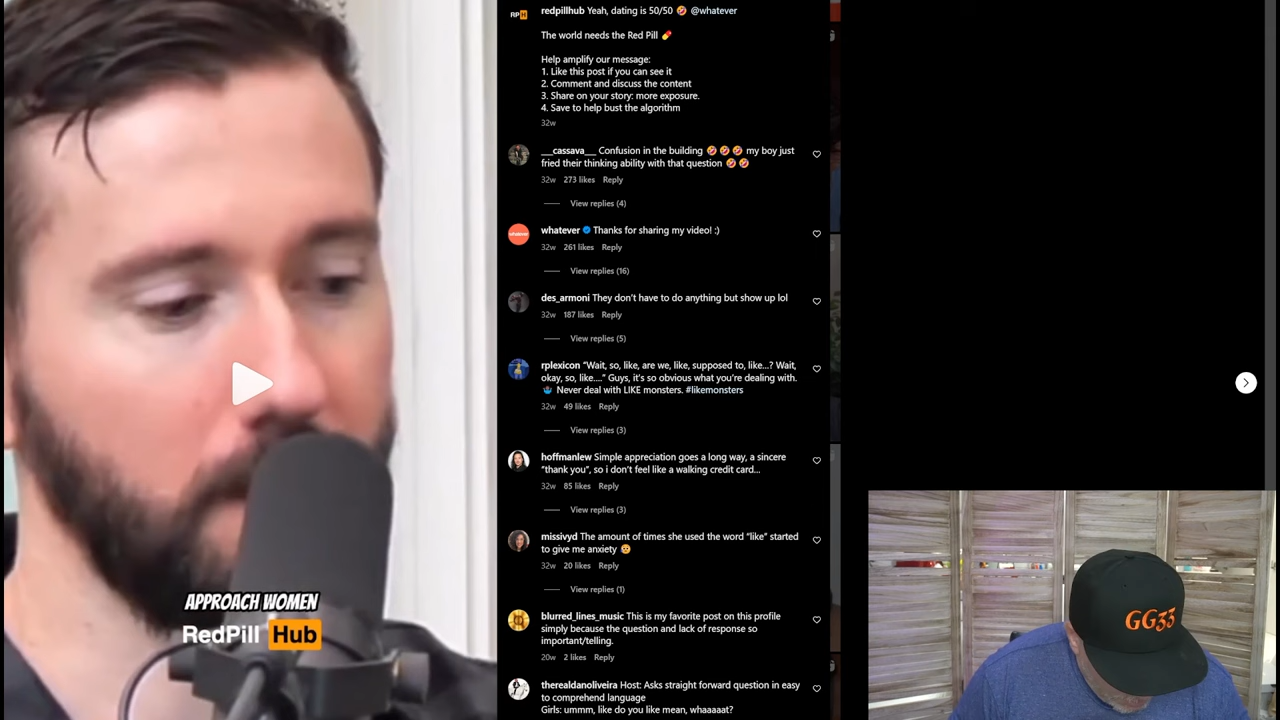 APPROACH WOMEN
RedPill Hub
RPH
redpillhub Yeah, dating is 50/50 🤣 @whatever
The world needs the Red Pill 💊
Help amplify our message:
1. Like this post if you can see it
2. Comment and discuss the content
3. Share on your story: more exposure.
4. Save to help bust the algorithm
32w
__cassava__ Confusion in the building 🤣🤣🤣 my boy just
fried their thinking ability with that question 🤣🤣
32w 273 likes Reply
View replies (4)
whatever
whatever Thanks for sharing my video! :)
32w 261 likes Reply
View replies (16)
des_armoni They don't have to do anything but show up lol
32w 187 likes Reply
View replies (5)
rplexicon "Wait, so, like, are we, like, supposed to, like...? Wait,
okay, so, like...." Guys, it's so obvious what you're dealing with.
Never deal with LIKE monsters. #likemonsters
32w 49 likes Reply
View replies (3)
hoffmanlew Simple appreciation goes a long way, a sincere
"thank you", so i don't feel like a walking credit card...
32w 85 likes Reply
View replies (3)
missivyd The amount of times she used the word "like" started
to give me anxiety
32w 20 likes Reply
View replies (1)
blurred_lines_music This is my favorite post on this profile
simply because the question and lack of response so
important/telling.
20w 2 likes Reply
therealdanoliveira Host: Asks straight forward question in easy
to comprehend language
Girls: ummm, like do you like mean, whaaaaat?
GG33